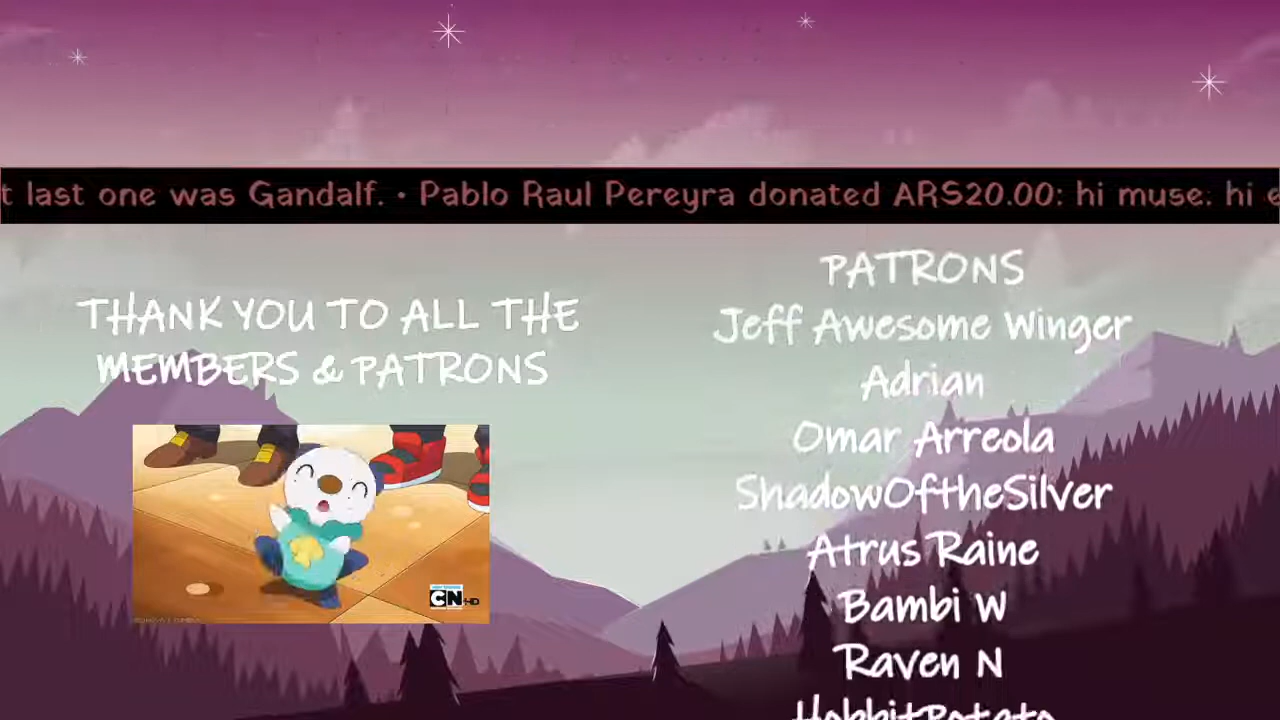 t last one was Gandalf. • Pablo Raul Pereyra donated ARS20.00: hi muse. hi e
THANK YOU TO ALL THE
MEMBERS & PATRONS
PATRONS
Jeff Awesome Winger
Adrian
Omar Arreola
ShadowOftheSilver
Atrus Raine
Bambi W
Raven N
HobbitPotato
CN HD